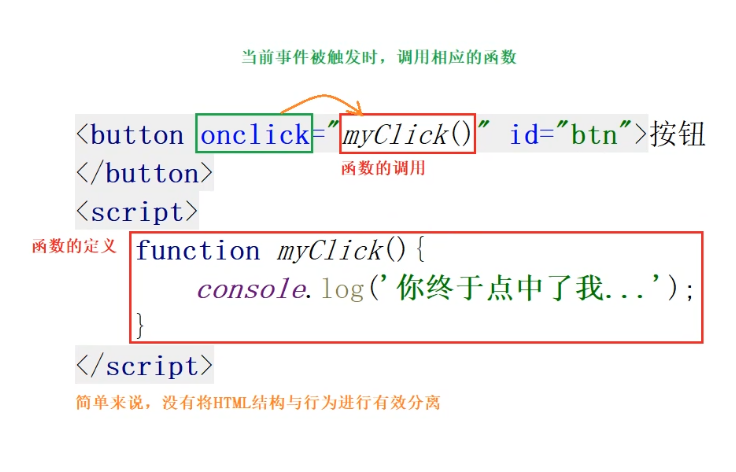 当前事件被触发时，调用相应的函数
<button onclick="myClick()" id="btn">按钮
函数的调用
</button>
<script>
函数的定义
function myClick(){
console.log('你终于点中了我...');
}
</script>
简单来说，没有将HTML结构与行为进行有效分离